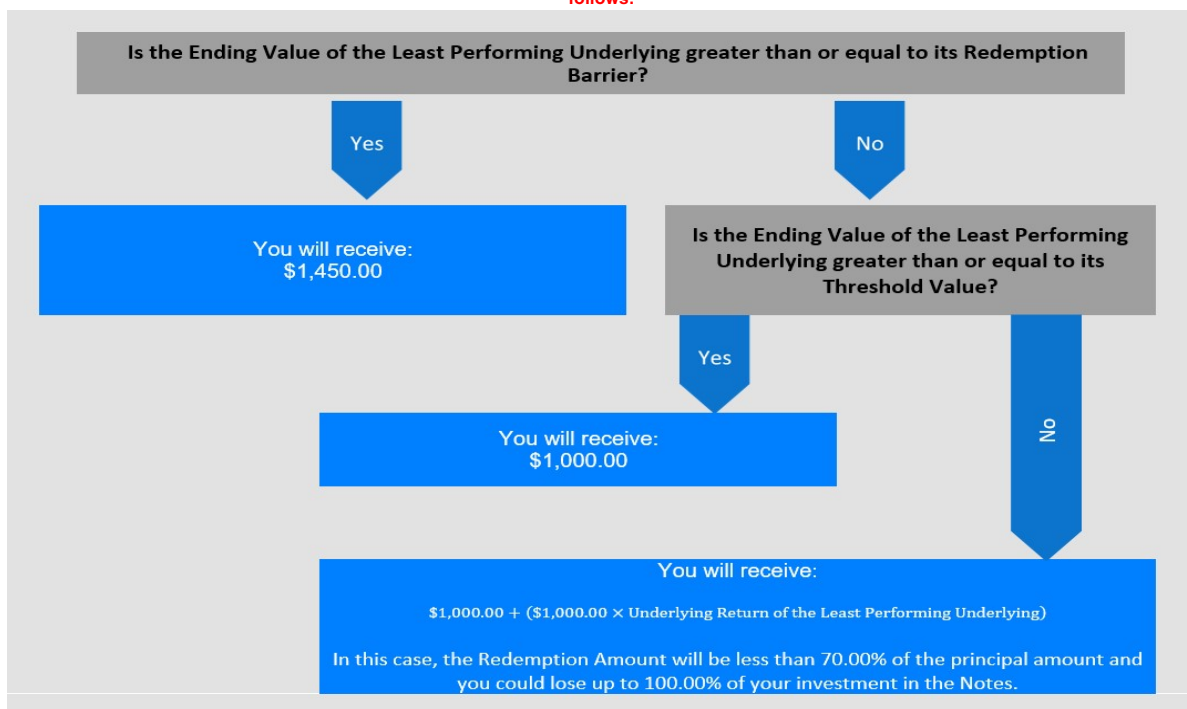 follows:
Is the Ending Value of the Least Performing Underlying greater than or equal to its Redemption
Barrier?
Yes
No
You will receive:
$1,450.00
Is the Ending Value of the Least Performing
Underlying greater than or equal to its
Threshold Value?
Yes
No
You will receive:
$1,000.00
You will receive:
$1,000.00 + ($1,000.00 × Underlying Return of the Least Performing Underlying)
In this case, the Redemption Amount will be less than 70.00% of the principal amount and
you could lose up to 100.00% of your investment in the Notes.